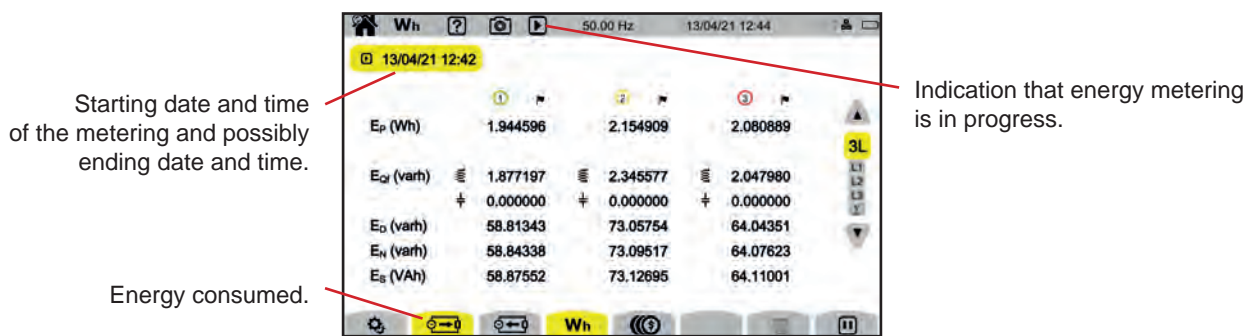 Wh ? 50.00 Hz 13/04/21 12:44
13/04/21 12:42
Starting date and time
of the metering and possibly
ending date and time.
Indication that energy metering
is in progress.
1 2 3
EP (Wh) 1.944596 2.154909 2.080889
3L
EQf (varh) 1.877197 2.345577 2.047980
L1
L2
0.000000 0.000000 0.000000
L3
Σ
ED (varh) 58.81343 73.05754 64.04351
EN (varh) 58.84338 73.09517 64.07623
ES (VAh) 58.87552 73.12695 64.11001
Energy consumed.
Wh